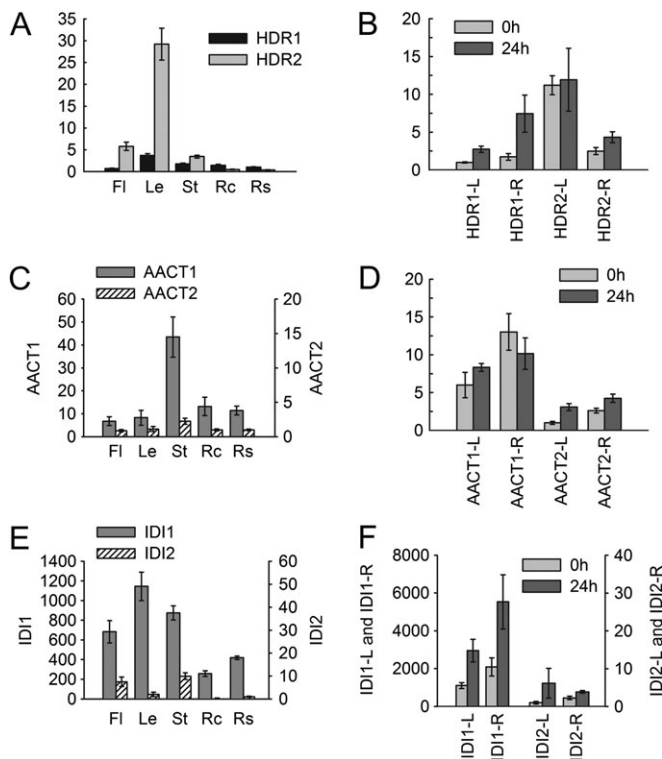 A
HDR1
HDR2
35
30
25
20
15
10
5
0
Fl Le St Rc Rs
B
0h
24h
20
15
10
5
0
HDR1-L
HDR1-R
HDR2-L
HDR2-R
C
AACT1
AACT2
AACT1
60
50
40
30
20
10
0
20
15
10
5
0
AACT2
Fl Le St Rc Rs
D
0h
24h
20
15
10
5
0
AACT1-L
AACT1-R
AACT2-L
AACT2-R
E
IDI1
IDI2
IDI1
1400
1200
1000
800
600
400
200
0
60
50
40
30
20
10
0
IDI2
Fl Le St Rc Rs
F
0h
24h
IDI1-L and IDI1-R
8000
6000
4000
2000
0
40
30
20
10
0
IDI2-L and IDI2-R
IDI1-L
IDI1-R
IDI2-L
IDI2-R